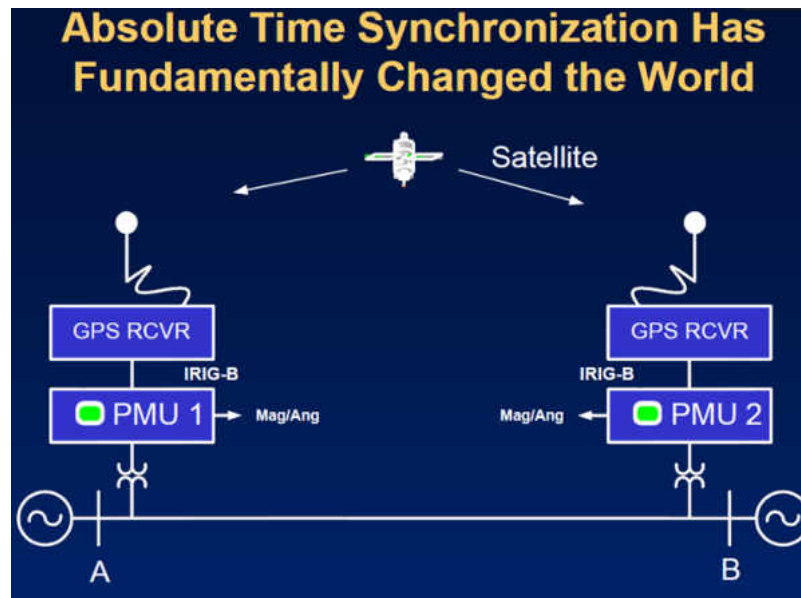 Absolute Time Synchronization Has
Fundamentally Changed the World
Satellite
GPS RCVR
GPS RCVR
IRIG-B
IRIG-B
PMU 1
Mag/Ang
Mag/Ang
PMU 2
A
B